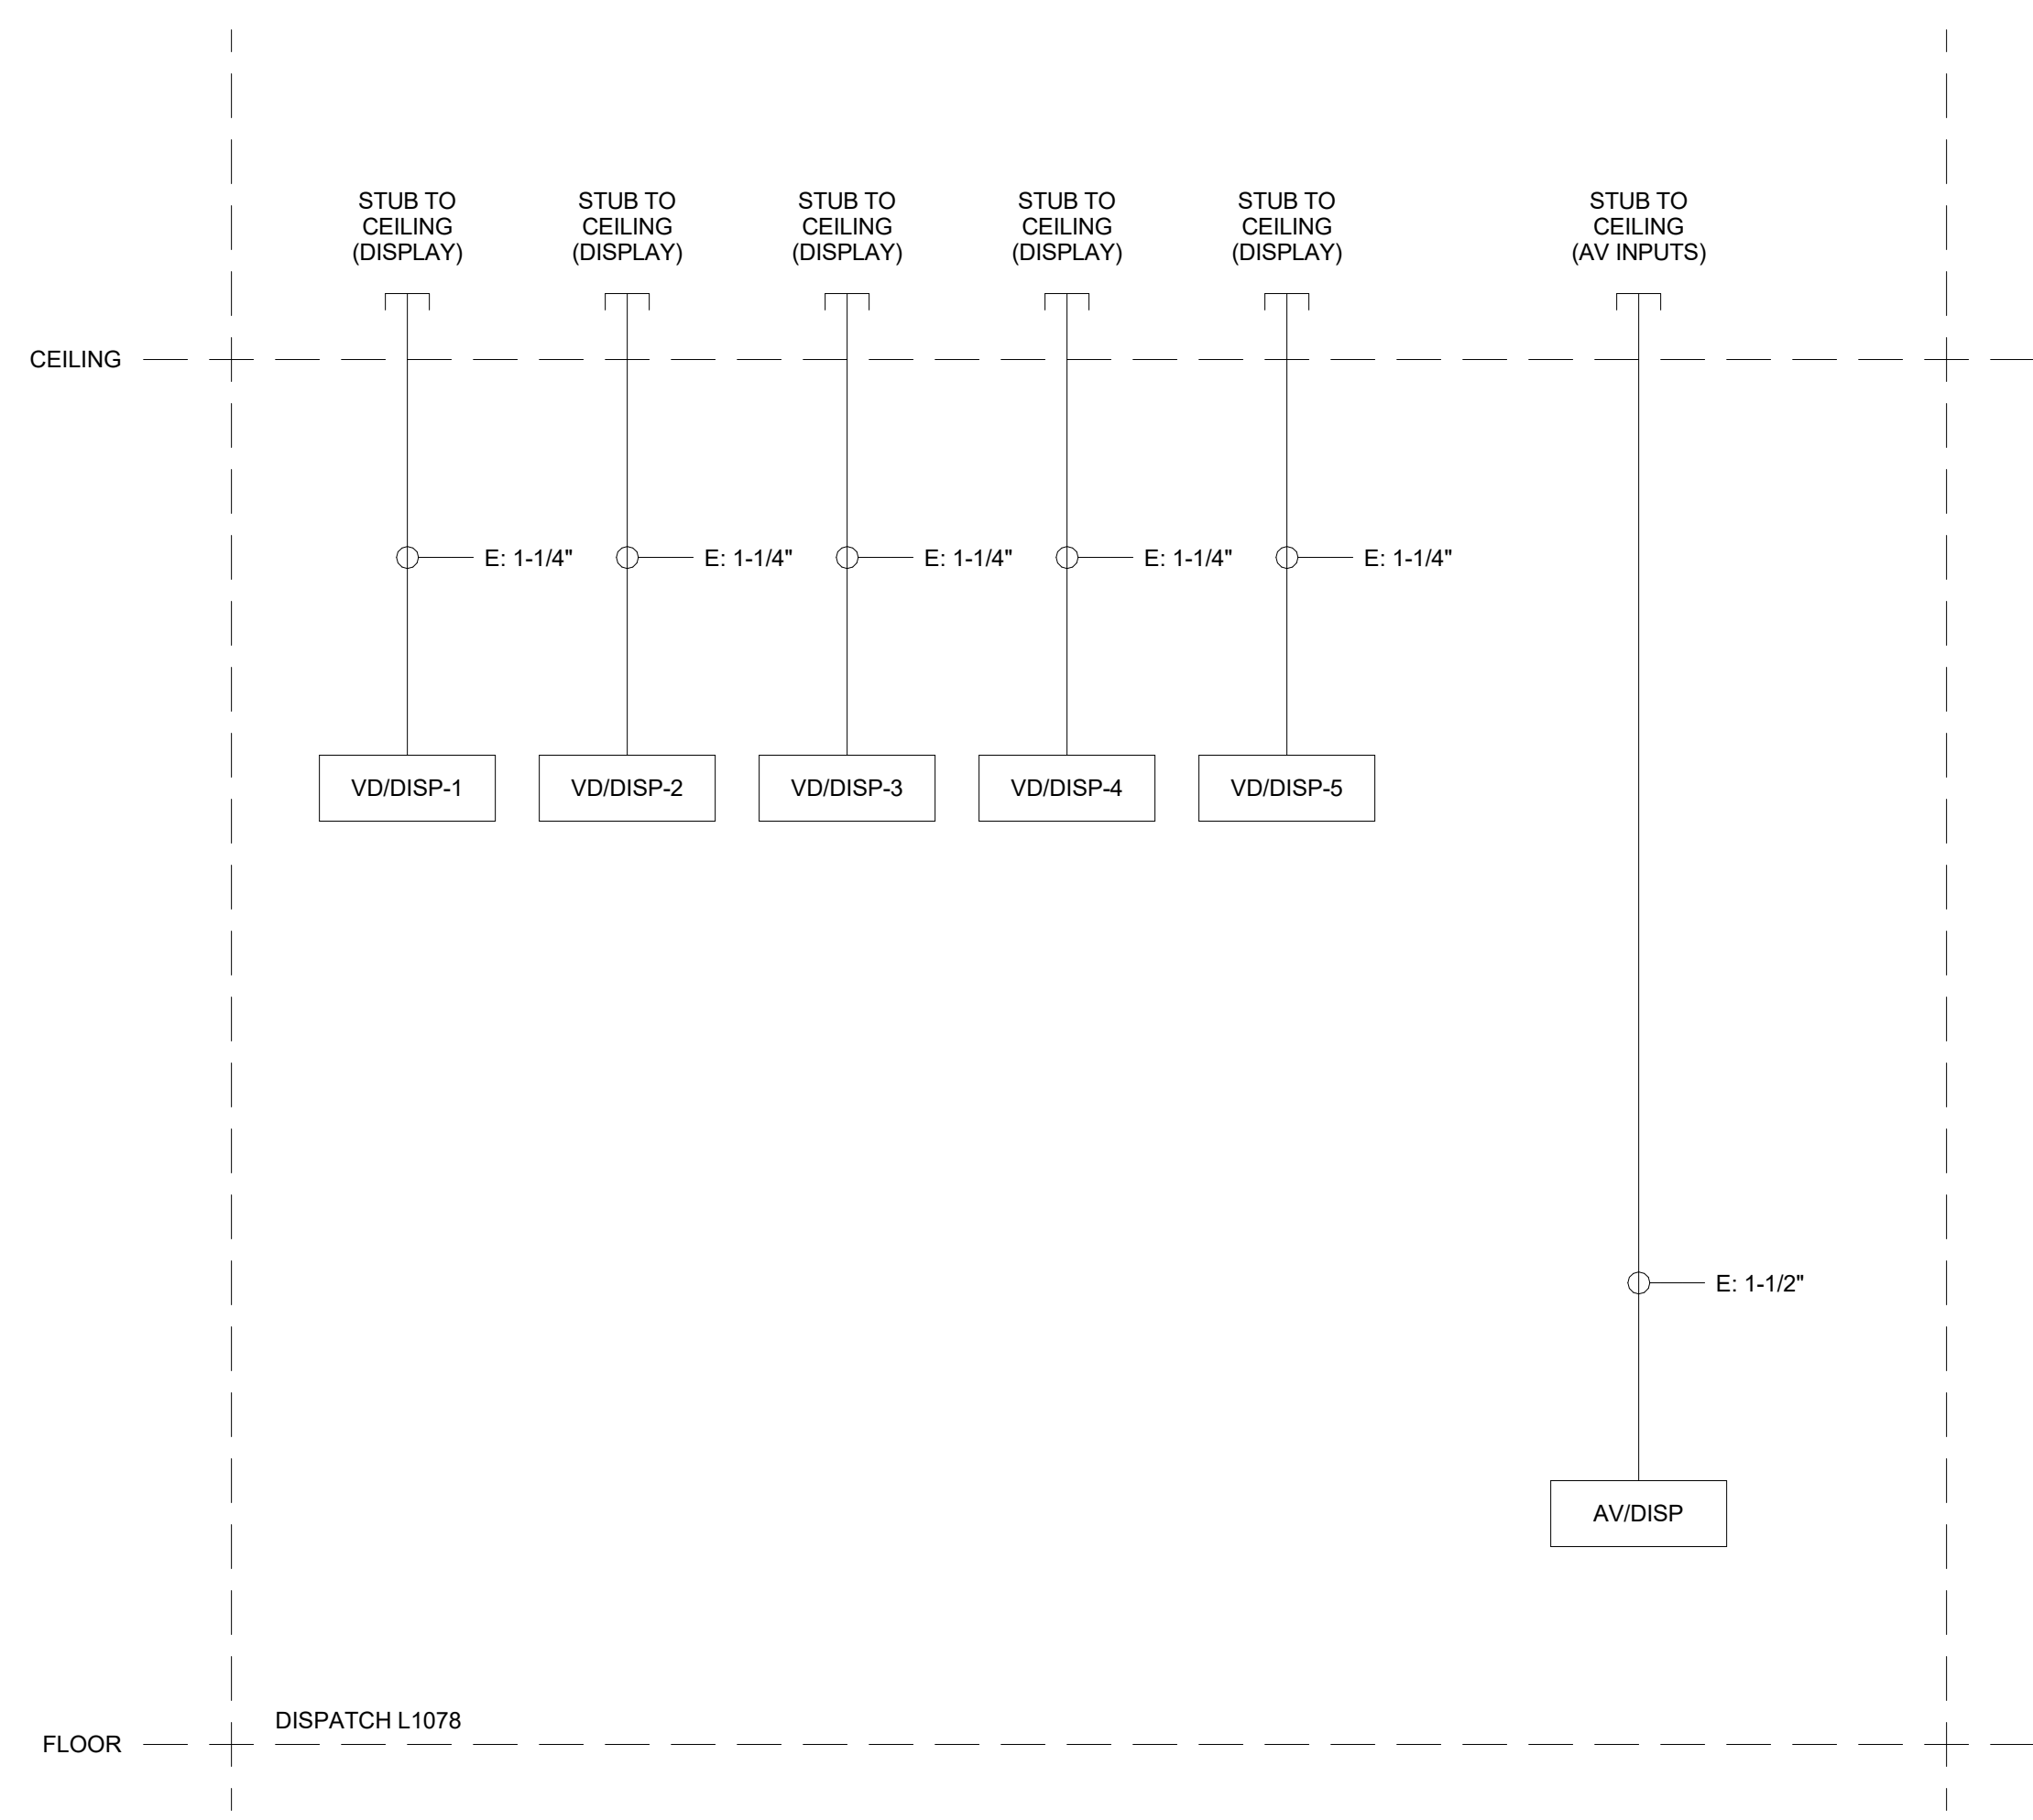 STUB TO
CEILING
(DISPLAY)
STUB TO
CEILING
(DISPLAY)
STUB TO
CEILING
(DISPLAY)
STUB TO
CEILING
(DISPLAY)
STUB TO
CEILING
(DISPLAY)
STUB TO
CEILING
(AV INPUTS)
CEILING
E: 1-1/4"
E: 1-1/4"
E: 1-1/4"
E: 1-1/4"
E: 1-1/4"
VD/DISP-1
VD/DISP-2
VD/DISP-3
VD/DISP-4
VD/DISP-5
E: 1-1/2"
AV/DISP
DISPATCH L1078
FLOOR